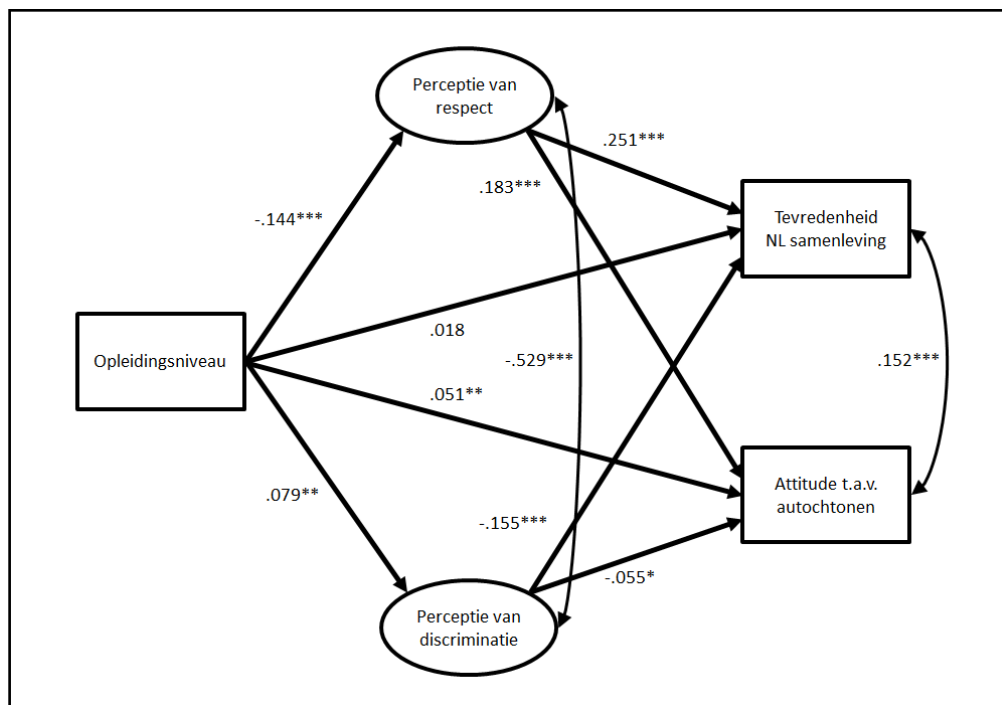 Perceptie van
respect
.251***
.183***
-.144***
Tevredenheid
NL samenleving
.018
Opleidingsniveau
-.529***
.152***
.051**
Attitude t.a.v.
autochtonen
.079**
-.155***
-.055*
Perceptie van
discriminatie